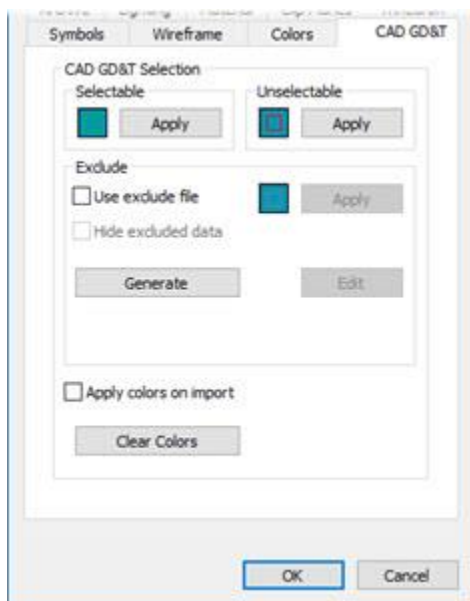 Symbols Wireframe Colors CAD GD&T
CAD GD&T Selection
Selectable Unselectable
Apply Apply
Exclude
Use exclude file Apply
Hide excluded data
Generate Edit
Apply colors on import
Clear Colors
OK Cancel